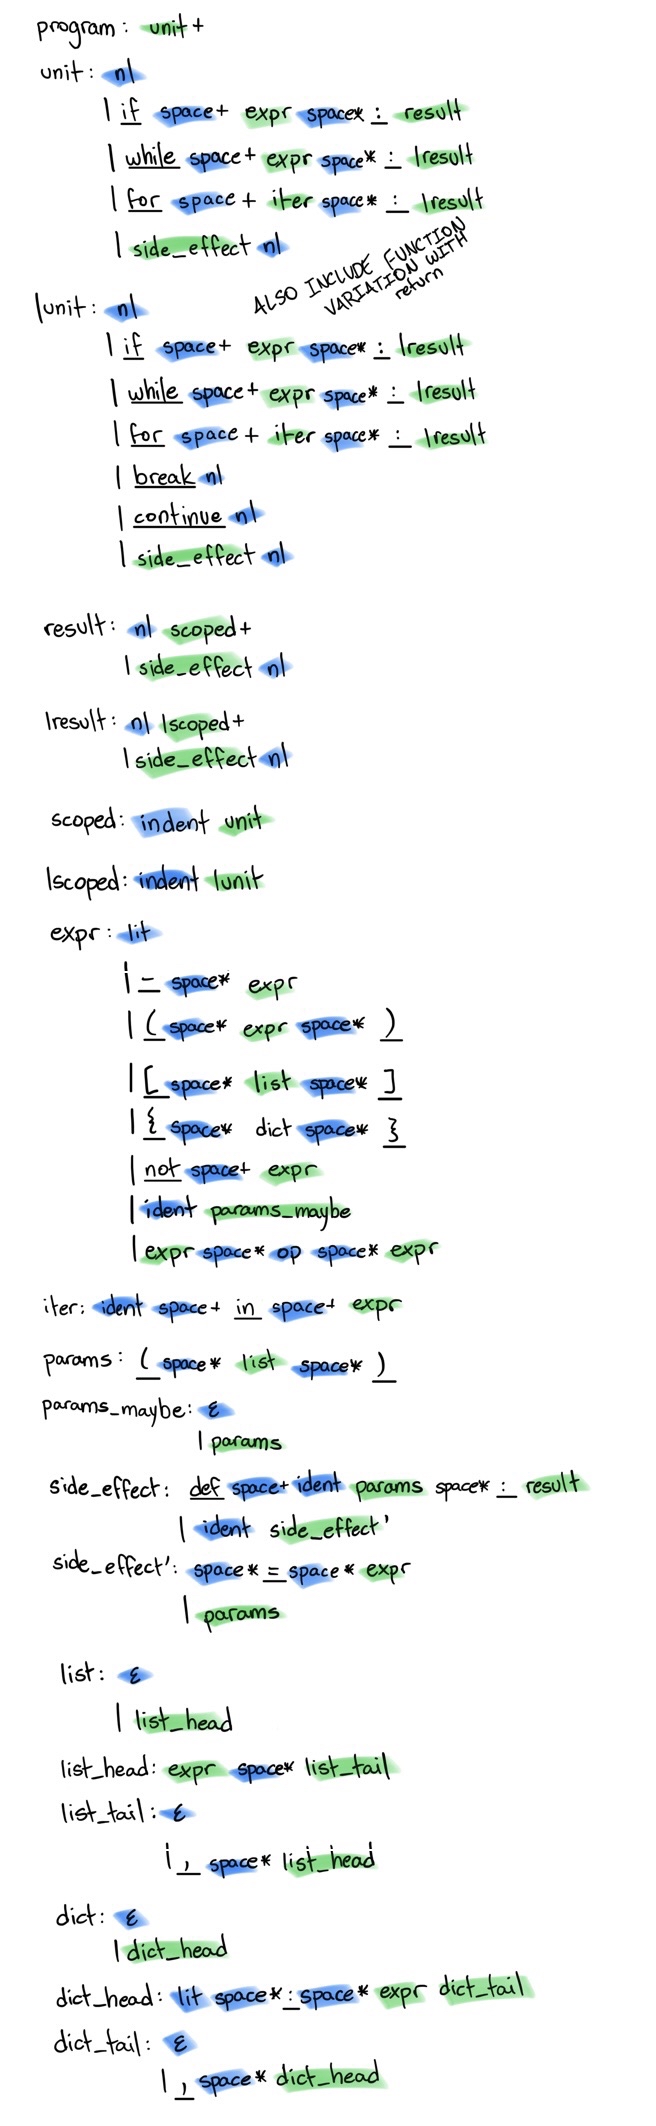 program: unit+
unit: nl
| if space+ expr space* : result
| while space+ expr space* : lresult
| for space+ iter space* : lresult
| side_effect nl
ALSO INCLUDE FUNCTION
VARIATION WITH
return
lunit: nl
| if space+ expr space* : lresult
| while space+ expr space* : lresult
| for space+ iter space* : lresult
| break nl
| continue nl
| side_effect nl
result: nl scoped+
| side_effect nl
lresult: nl lscoped+
| side_effect nl
scoped: indent unit
lscoped: indent lunit
expr: lit
| - space* expr
| ( space* expr space* )
| [ space* list space* ]
| { space* dict space* }
| not space+ expr
| ident params_maybe
| expr space* op space* expr
iter: ident space+ in space+ expr
params: ( space* list space* )
params_maybe: ε
| params
side_effect: def space+ ident params space* : result
| ident side_effect'
side_effect': space* = space* expr
| params
list: ε
| list_head
list_head: expr space* list_tail
list_tail: ε
| , space* list_head
dict: ε
| dict_head
dict_head: lit space* : space* expr dict_tail
dict_tail: ε
| , space* dict_head